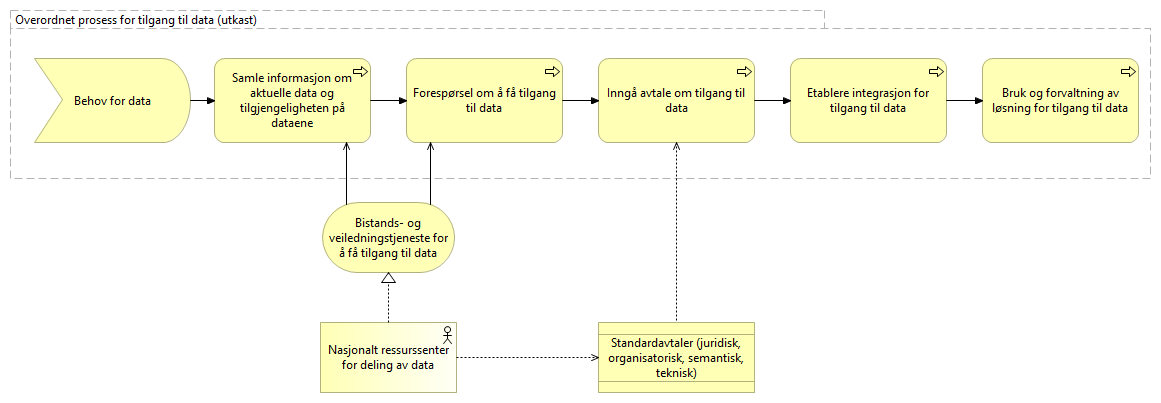 Overordnet prosess for tilgang til data (utkast)
Behov for data
Samle informasjon om
aktuelle data og
tilgjengeligheten på
dataene
Forespørsel om å få tilgang
til data
Inngå avtale om tilgang til
data
Etablere integrasjon for
tilgang til data
Bruk og forvaltning av
løsning for tilgang til data
Bistands- og
veiledningstjeneste for
å få tilgang til data
Nasjonalt ressurssenter
for deling av data
Standardavtaler (juridisk,
organisatorisk, semantisk,
teknisk)